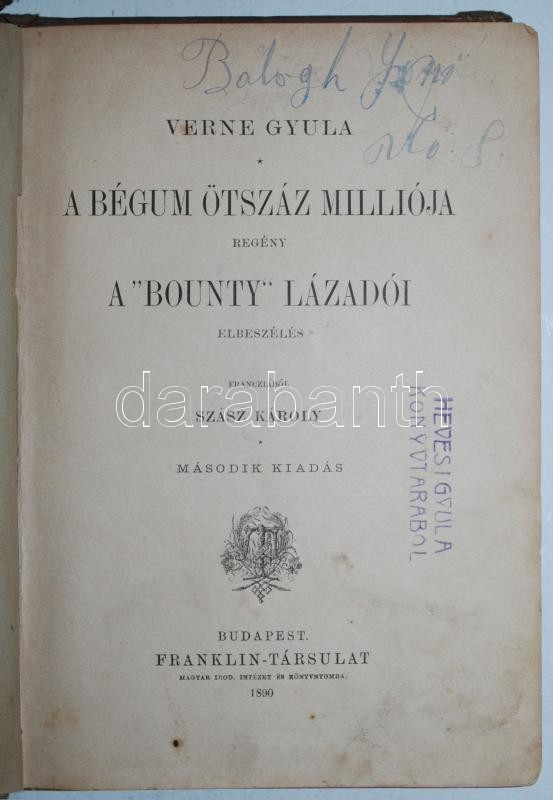 Balogh Jenő
VERNE GYULA
A BÉGUM ÖTSZÁZ MILLIÓJA
REGÉNY
A "BOUNTY" LÁZADÓI
ELBESZÉLÉS
FRANCZIÁBÓL
SZÁSZ KÁROLY
MÁSODIK KIADÁS
BUDAPEST.
FRANKLIN-TÁRSULAT
MAGYAR IROD. INTÉZET ÉS KÖNYVNYOMDA.
1890
HEVESI GYULA
KÖNYVTÁRÁBÓL
darabanth